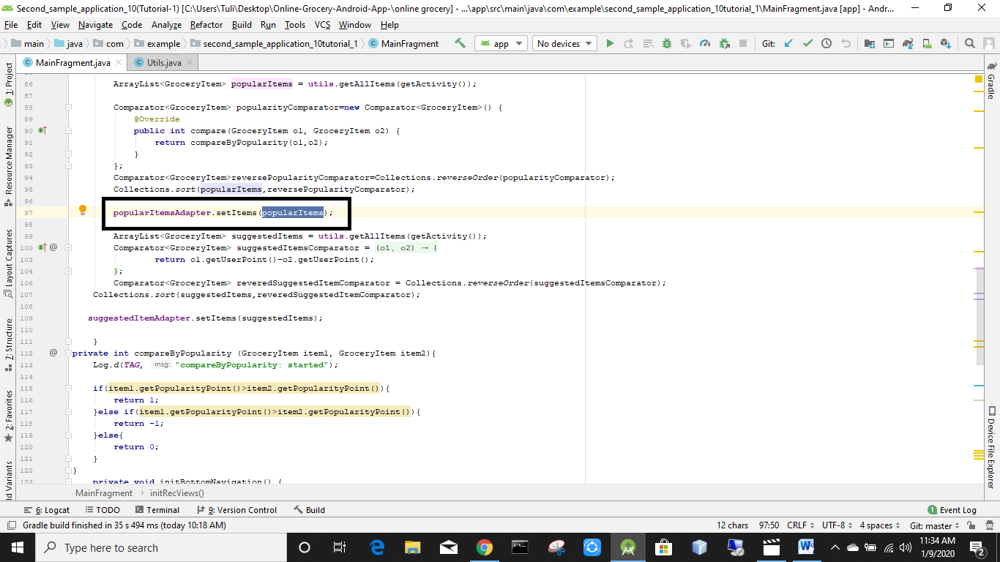 Second_sample_application_10(Tutorial-1) [C:\Users\Tuli\Desktop\Online-Grocery-Android-App-\online grocery] - ...\app\src\main\java\com\example\second_sample_application_10tutorial_1\MainFragment.java [app] - Andr...
File Edit View Navigate Code Analyze Refactor Build Run Tools VCS Window Help
main java com example second_sample_application_10tutorial_1 MainFragment app No devices Git:
MainFragment.java Utils.java
1: Project
Resource Manager
Layout Captures
7: Structure
2: Favorites
ld Variants
86 ArrayList<GroceryItem> popularItems = utils.getAllItems(getActivity());
87
88 Comparator<GroceryItem> popularityComparator=new Comparator<GroceryItem>() {
89 @Override
90 public int compare(GroceryItem o1, GroceryItem o2) {
91 return compareByPopularity(o1,o2);
92 }
93 };
94 Comparator<GroceryItem>reversePopularityComparator=Collections.reverseOrder(popularityComparator);
95 Collections.sort(popularItems,reversePopularityComparator);
96
97 popularItemsAdapter.setItems(popularItems);
98
99 ArrayList<GroceryItem> suggestedItems = utils.getAllItems(getActivity());
100 @ Comparator<GroceryItem> suggestedItemsComparator = (o1, o2) → {
103 return o1.getUserPoint()-o2.getUserPoint();
104 };
106 Comparator<GroceryItem> reveredSuggestedItemComparator = Collections.reverseOrder(suggestedItemsComparator);
107 Collections.sort(suggestedItems,reveredSuggestedItemComparator);
108
109 suggestedItemAdapter.setItems(suggestedItems);
110
111 }
112 @ private int compareByPopularity (GroceryItem item1, GroceryItem item2){
113 Log.d(TAG, msg: "compareByPopularity: started");
114
115 if(item1.getPopularityPoint()>item2.getPopularityPoint()){
116 return 1;
117 }else if(item1.getPopularityPoint()>item2.getPopularityPoint()){
118 return -1;
119 }else{
120 return 0;
121 }
122 }
123 private void initBottomNavigation() {
Gradle
Device File Explorer
MainFragment initRecViews()
6: Logcat TODO Terminal 9: Version Control Build 1 Event Log
Gradle build finished in 35 s 494 ms (today 10:18 AM) 12 chars 97:50 CRLF UTF-8 4 spaces Git: master
Type here to search 11:34 AM
1/9/2020 2